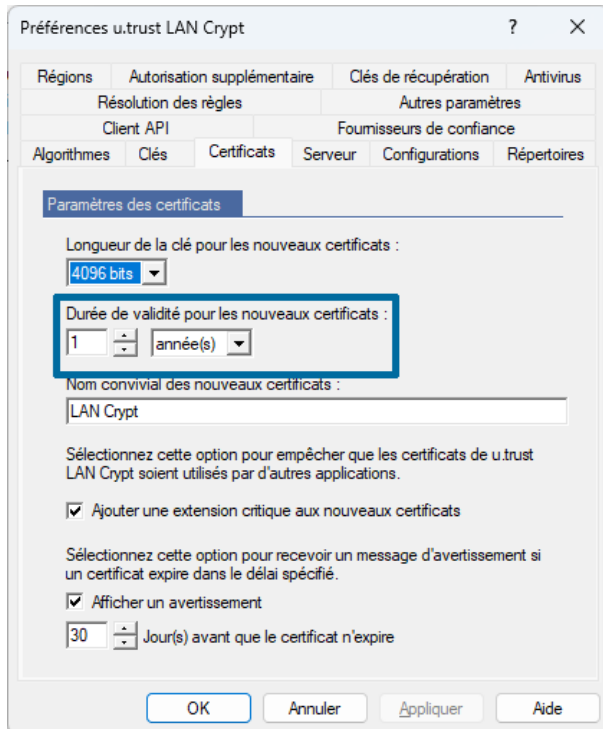 Préférences u.trust LAN Crypt ? ×
Régions Autorisation supplémentaire Clés de récupération Antivirus
Résolution des règles Autres paramètres
Client API Fournisseurs de confiance
Algorithmes Clés Certificats Serveur Configurations Répertoires
Paramètres des certificats
Longueur de la clé pour les nouveaux certificats :
4096 bits
Durée de validité pour les nouveaux certificats :
1 année(s)
Nom convivial des nouveaux certificats :
LAN Crypt
Sélectionnez cette option pour empêcher que les certificats de u.trust
LAN Crypt soient utilisés par d'autres applications.
Ajouter une extension critique aux nouveaux certificats
Sélectionnez cette option pour recevoir un message d'avertissement si
un certificat expire dans le délai spécifié.
Afficher un avertissement
30 Jour(s) avant que le certificat n'expire
OK Annuler Appliquer Aide